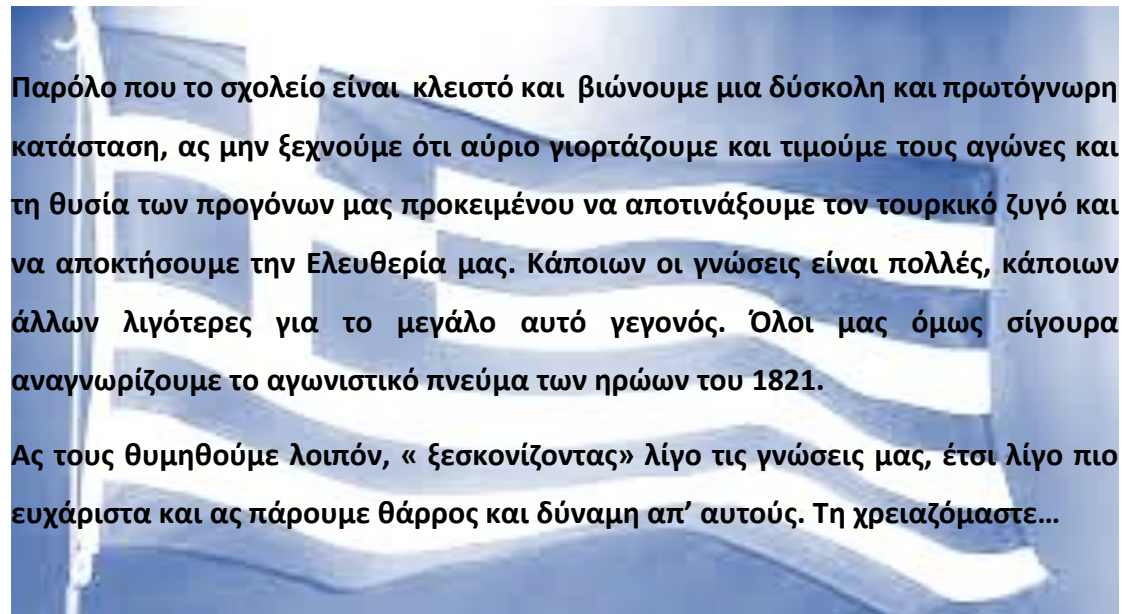 Παρόλο που το σχολείο είναι κλειστό και βιώνουμε μια δύσκολη και πρωτόγνωρη
κατάσταση, ας μην ξεχνούμε ότι αύριο γιορτάζουμε και τιμούμε τους αγώνες και
τη θυσία των προγόνων μας προκειμένου να αποτινάξουμε τον τουρκικό ζυγό και
να αποκτήσουμε την Ελευθερία μας. Κάποιων οι γνώσεις είναι πολλές, κάποιων
άλλων λιγότερες για το μεγάλο αυτό γεγονός. Όλοι μας όμως σίγουρα
αναγνωρίζουμε το αγωνιστικό πνεύμα των ηρώων του 1821.
Ας τους θυμηθούμε λοιπόν, « ξεσκονίζοντας» λίγο τις γνώσεις μας, έτσι λίγο πιο
ευχάριστα και ας πάρουμε θάρρος και δύναμη απ’ αυτούς. Τη χρειαζόμαστε…